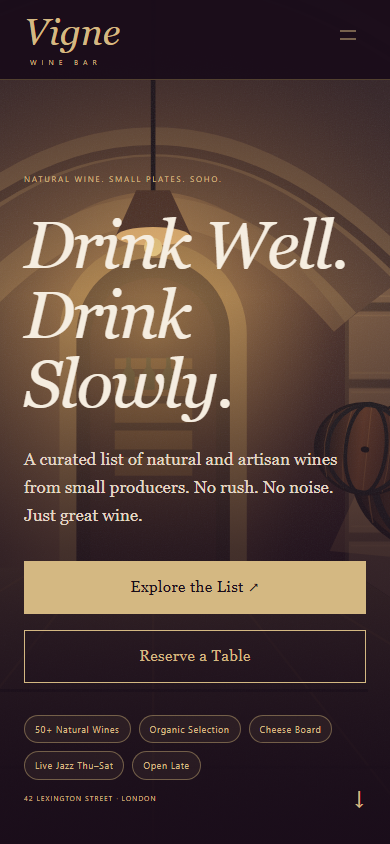 Vigne
WINE BAR
NATURAL WINE. SMALL PLATES. SOHO.
Drink Well.
Drink
Slowly.
A curated list of natural and artisan wines
from small producers. No rush. No noise.
Just great wine.
Explore the List ↗
Reserve a Table
50+ Natural Wines
Organic Selection
Cheese Board
Live Jazz Thu–Sat
Open Late
42 LEXINGTON STREET · LONDON
↓